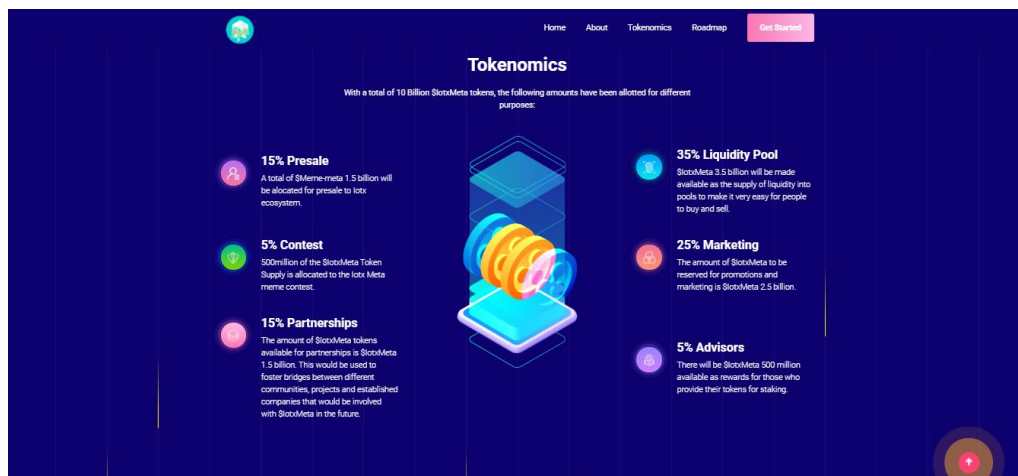 Home About Tokenomics Roadmap Get Started
Tokenomics
With a total of 10 Billion $IotxMeta tokens, the following amounts have been allotted for different
purposes:
15% Presale
A total of $Meme-meta 1.5 billion will
be alocated for presale to Iotx
ecosystem.
5% Contest
500million of the $IotxMeta Token
Supply is allocated to the Iotx Meta
meme contest.
15% Partnerships
The amount of $IotxMeta tokens
available for partnerships is $IotxMeta
1.5 billion. This would be used to
foster bridges between different
communities, projects and established
companies that would be involved
with $IotxMeta in the future.
35% Liquidity Pool
$IotxMeta 3.5 billion will be made
available as the supply of liquidity into
pools to make it very easy for people
to buy and sell.
25% Marketing
The amount of $IotxMeta to be
reserved for promotions and
marketing is $IotxMeta 2.5 billion.
5% Advisors
There will be $IotxMeta 500 million
available as rewards for those who
provide their tokens for staking.